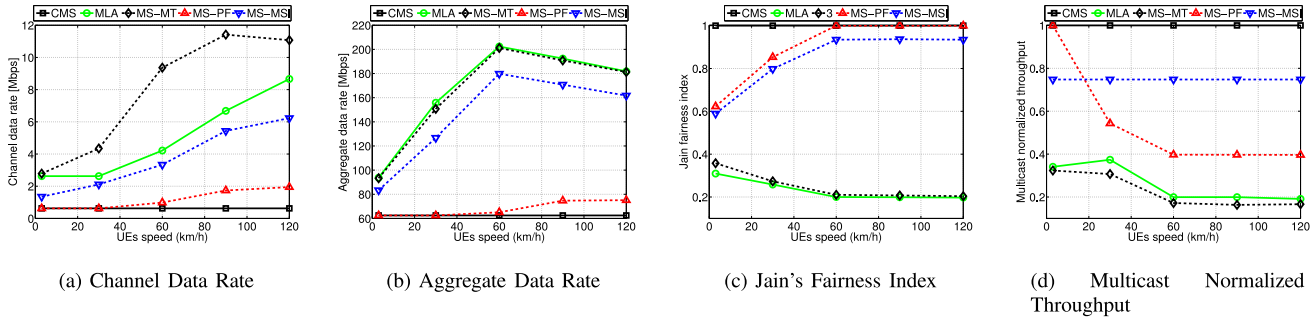 CMS MLA MS−MT MS−PF MS−MSI
12
10
8
6
4
2
0
Channel data rate [Mbps]
0 20 40 60 80 100 120
UEs speed (km/h)
(a) Channel Data Rate
CMS MLA MS−MT MS−PF MS−MSI
220
200
180
160
140
120
100
80
60
Aggregate data rate [Mbps]
0 20 40 60 80 100 120
UEs speed (km/h)
(b) Aggregate Data Rate
CMS MLA 3 MS−PF MS−MSI
1
0.8
0.6
0.4
0.2
Jain fairness index
0 20 40 60 80 100 120
UEs speed (km/h)
(c) Jain's Fairness Index
CMS MLA MS−MT MS−PF MS−MSI
1
0.8
0.6
0.4
0.2
Multicast normalized throughput
0 20 40 60 80 100 120
UEs speed (km/h)
(d) Multicast Normalized
Throughput